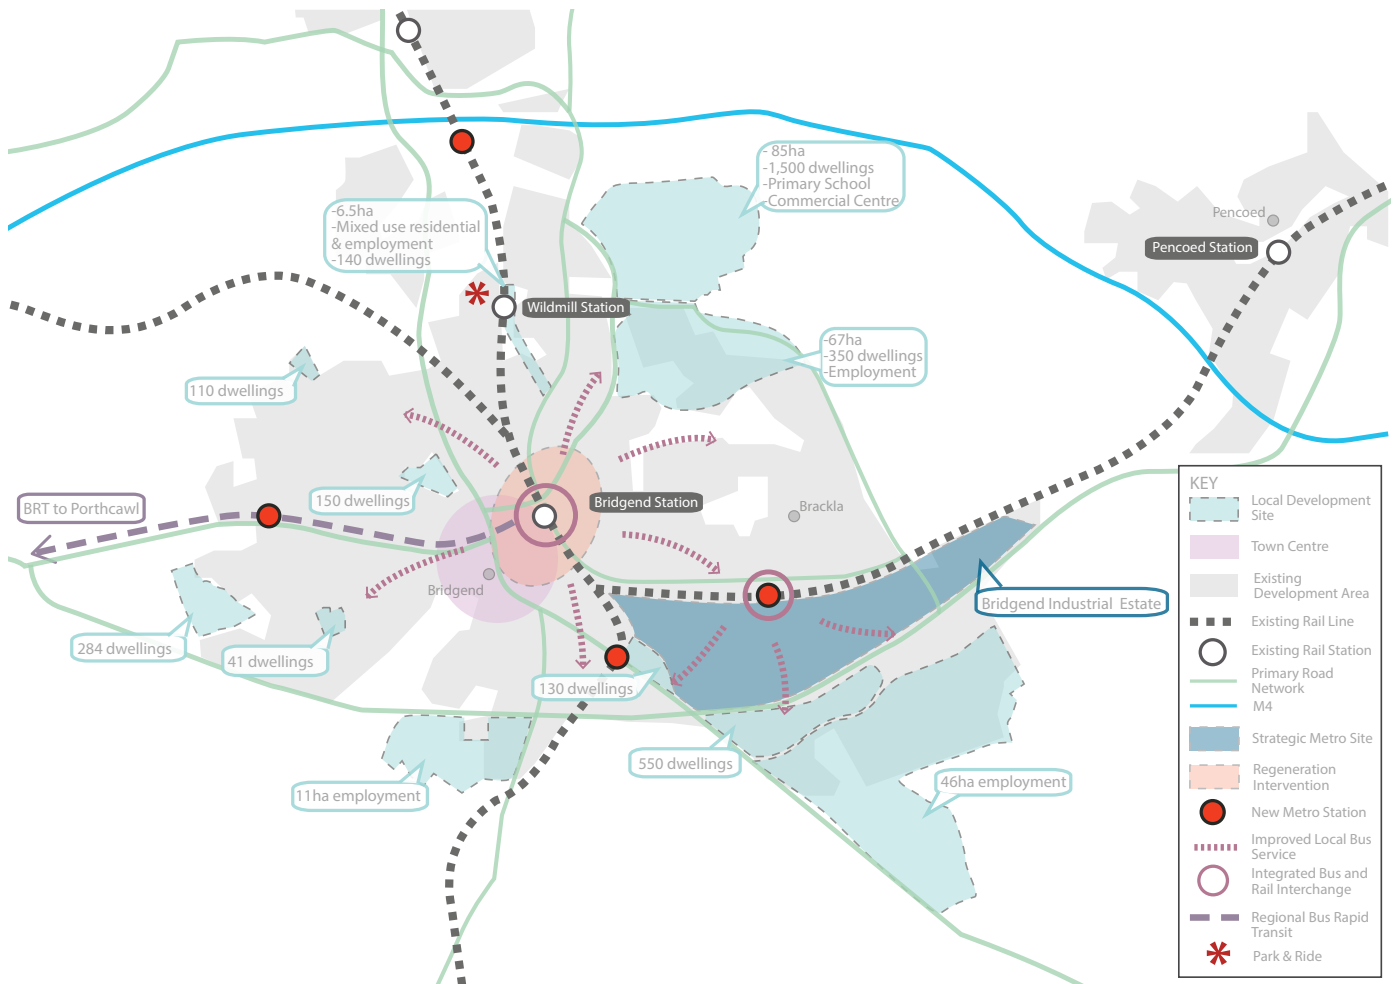 - 85ha
-1,500 dwellings
-Primary School
-Commercial Centre
-6.5ha
-Mixed use residential
& employment
-140 dwellings
Pencoed
Pencoed Station
Wildmill Station
-67ha
-350 dwellings
-Employment
110 dwellings
150 dwellings
BRT to Porthcawl
Bridgend Station
Brackla
Bridgend
Bridgend Industrial Estate
284 dwellings
41 dwellings
130 dwellings
550 dwellings
11ha employment
46ha employment
KEY
Local Development
Site
Town Centre
Existing
Development Area
Existing Rail Line
Existing Rail Station
Primary Road
Network
M4
Strategic Metro Site
Regeneration
Intervention
New Metro Station
Improved Local Bus
Service
Integrated Bus and
Rail Interchange
Regional Bus Rapid
Transit
Park & Ride